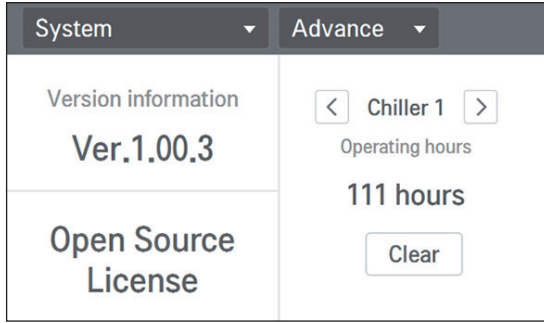 System
Advance
Version information
Ver.1.00.3
Open Source
License
Chiller 1
Operating hours
111 hours
Clear